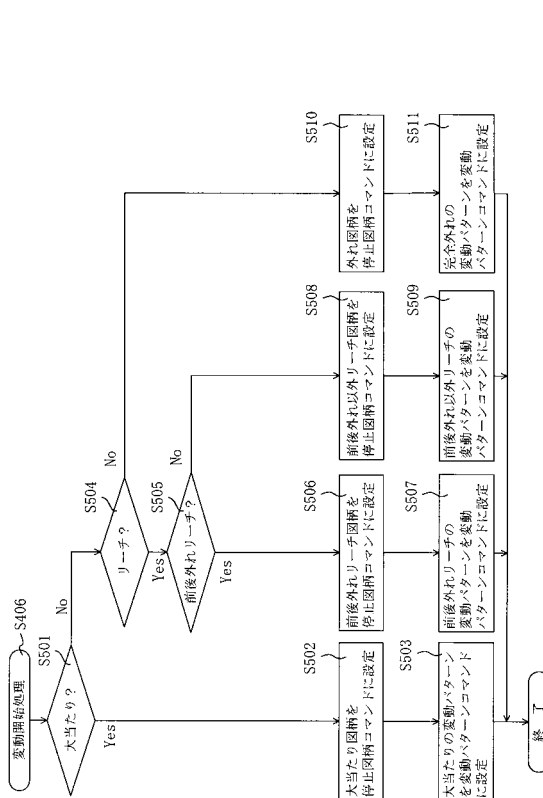 変動開始処理
S406
S501
大当たり？
No
Yes
S504
リーチ？
No
Yes
S505
前後外れリーチ？
No
Yes
S502
大当たり図柄を
停止図柄コマンドに設定
S503
大当たりの変動パターン
を変動パターンコマンド
に設定
S506
前後外れリーチ図柄を
停止図柄コマンドに設定
S507
前後外れリーチの
変動パターンを変動
パターンコマンドに設定
S508
前後外れ以外リーチ図柄を
停止図柄コマンドに設定
S509
前後外れ以外リーチの
変動パターンを変動
パターンコマンドに設定
S510
外れ図柄を
停止図柄コマンドに設定
S511
完全外れの
変動パターンを変動
パターンコマンドに設定
終 了